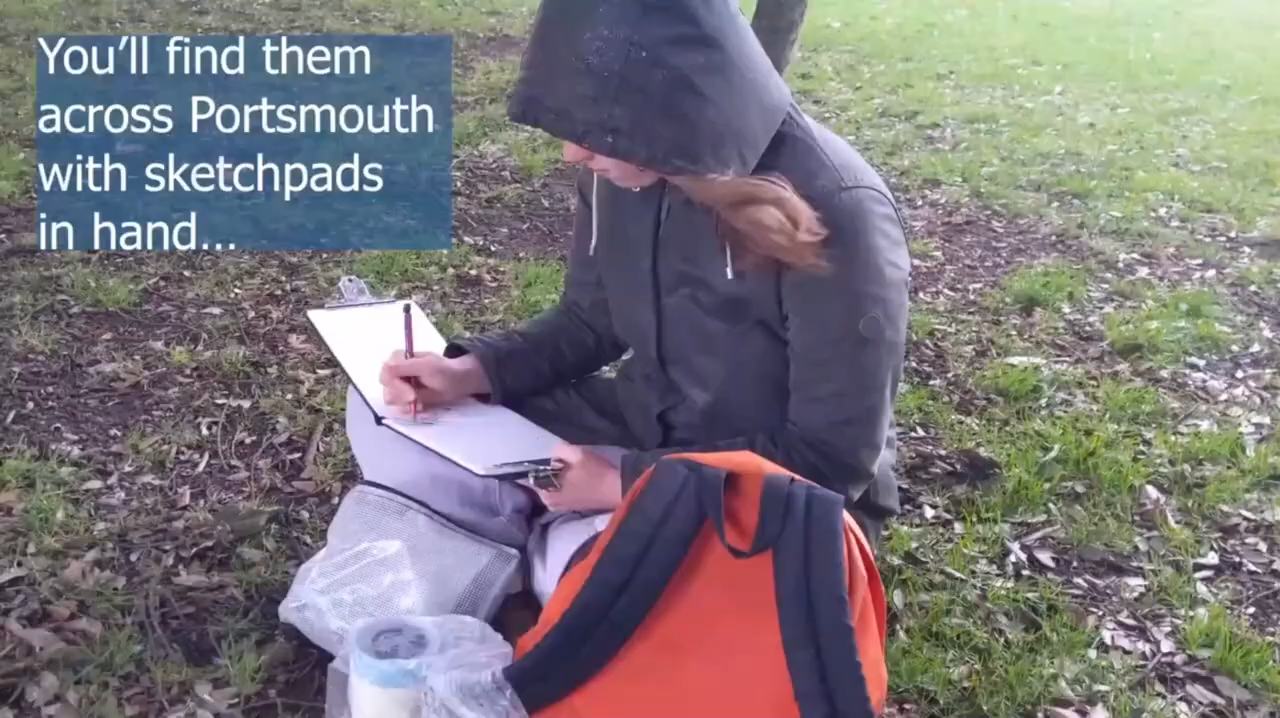 You’ll find them
across Portsmouth
with sketchpads
in hand...